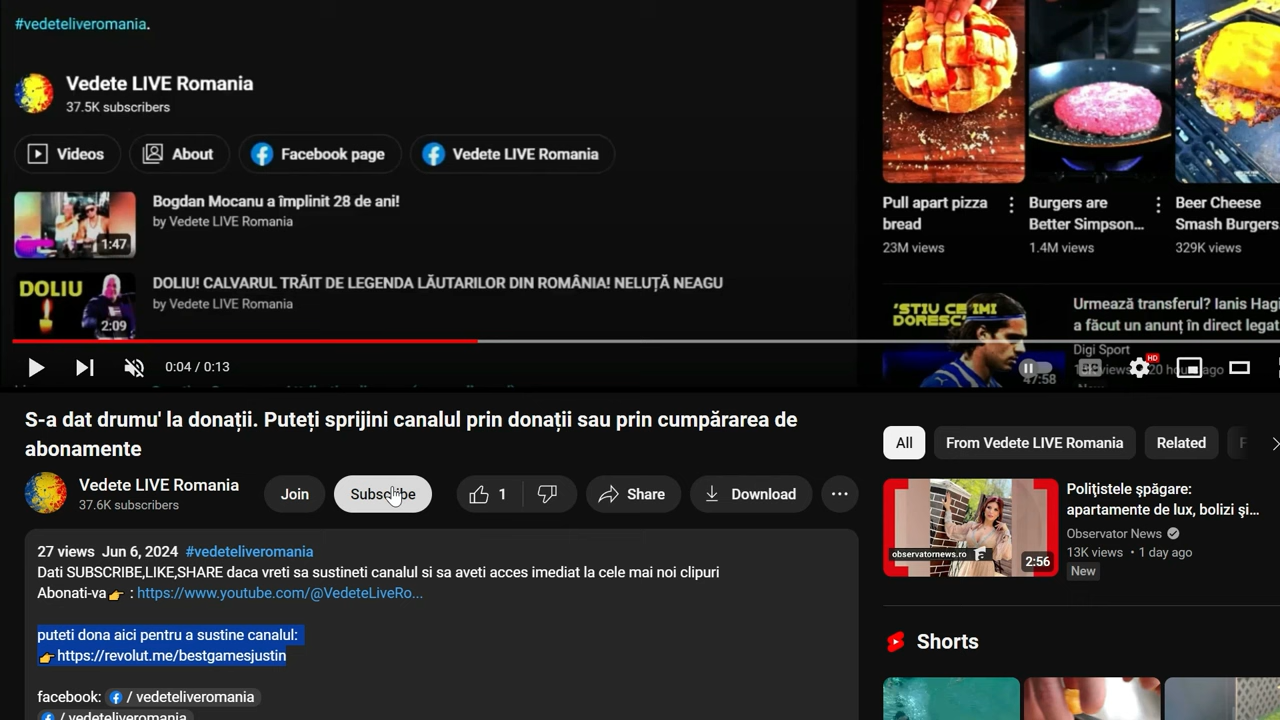 #vedeteliveromania.
Vedete LIVE Romania
37.5K subscribers
Videos
About
Facebook page
Vedete LIVE Romania
1:47
Bogdan Mocanu a împlinit 28 de ani!
by Vedete LIVE Romania
DOLIU
2:09
DOLIU! CALVARUL TRĂIT DE LEGENDA LĂUTARILOR DIN ROMÂNIA! NELUȚĂ NEAGU
by Vedete LIVE Romania
0:04 / 0:13
Pull apart pizza
bread
23M views
Burgers are
Better Simpson...
1.4M views
Beer Cheese
Smash Burgers
329K views
'STIU CE IMI
DORESC'
47:58
Urmează transferul? Ianis Hagi
a făcut un anunț în direct legat
Digi Sport
HD
S-a dat drumu' la donații. Puteți sprijini canalul prin donații sau prin cumpărarea de
abonamente
Vedete LIVE Romania
37.6K subscribers
Join
Subscribe
1
Share
Download
27 views Jun 6, 2024 #vedeteliveromania
Dati SUBSCRIBE,LIKE,SHARE daca vreti sa sustineti canalul si sa aveti acces imediat la cele mai noi clipuri
Abonati-va👉 : https://www.youtube.com/@VedeteLiveRo...
puteti dona aici pentru a sustine canalul:
👉https://revolut.me/bestgamesjustin
facebook: / vedeteliveromania
/ vedeteliveromania
All
From Vedete LIVE Romania
Related
observatornews.ro
2:56
Polițistele șpăgare:
apartamente de lux, bolizi și...
Observator News
13K views • 1 day ago
New
Shorts